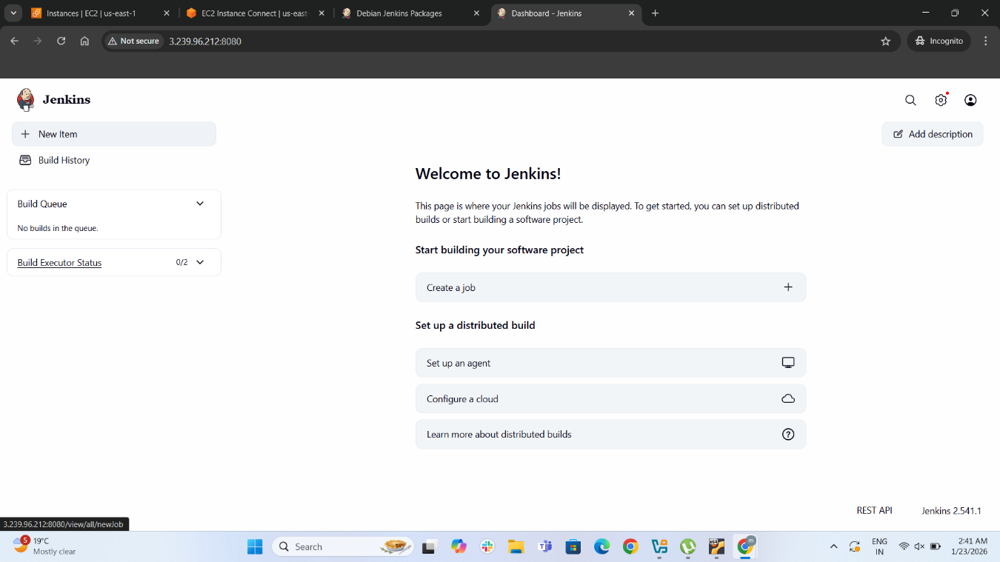 Instances | EC2 | us-east-1
EC2 Instance Connect | us-east-
Debian Jenkins Packages
Dashboard - Jenkins
Not secure
3.239.96.212:8080
Incognito
Jenkins
New Item
Add description
Build History
Welcome to Jenkins!
Build Queue
This page is where your Jenkins jobs will be displayed. To get started, you can set up distributed
builds or start building a software project.
No builds in the queue.
Start building your software project
Build Executor Status
0/2
Create a job
Set up a distributed build
Set up an agent
Configure a cloud
Learn more about distributed builds
REST API
Jenkins 2.541.1
3.239.96.212:8080/view/all/newJob
5
19°C
Mostly clear
Search
X64
m
ENG
IN
2:41 AM
1/23/2026